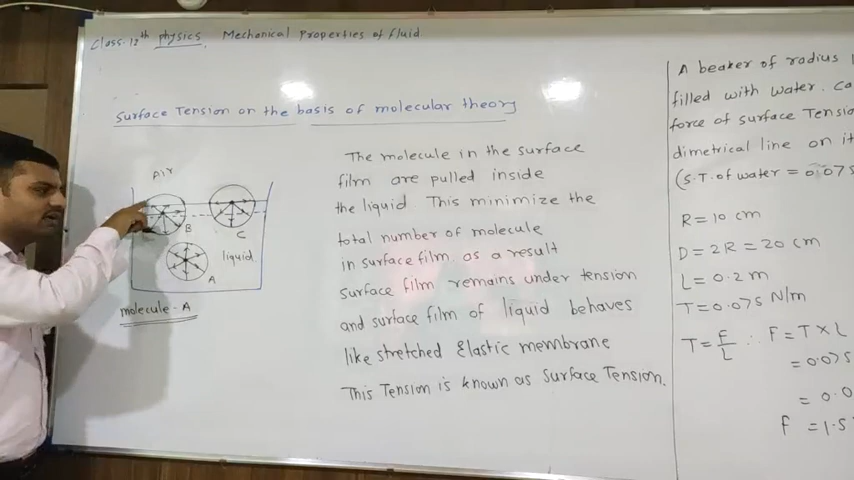 Class:12th physics, Mechanical Properties of fluid
Surface Tension on the basis of molecular theory
Air
B
C
liquid
A
molecule-A
The molecule in the surface
film are pulled inside
the liquid This minimize the
total number of molecule
in surface film as a result
surface film remains under tension
and surface film of liquid behaves
like stretched Elastic membrane
This Tension is known as Surface Tension.
A beaker of radius
filled with water. Ca
force of surface Tensio
dimetrical line on it
(S.T. of water = 0.075
R = 10 cm
D = 2R = 20 cm
L = 0.2 m
T = 0.075 N/m
T = F/L ∴ F = T × L
= 0.075
= 0.0
F = 1.5